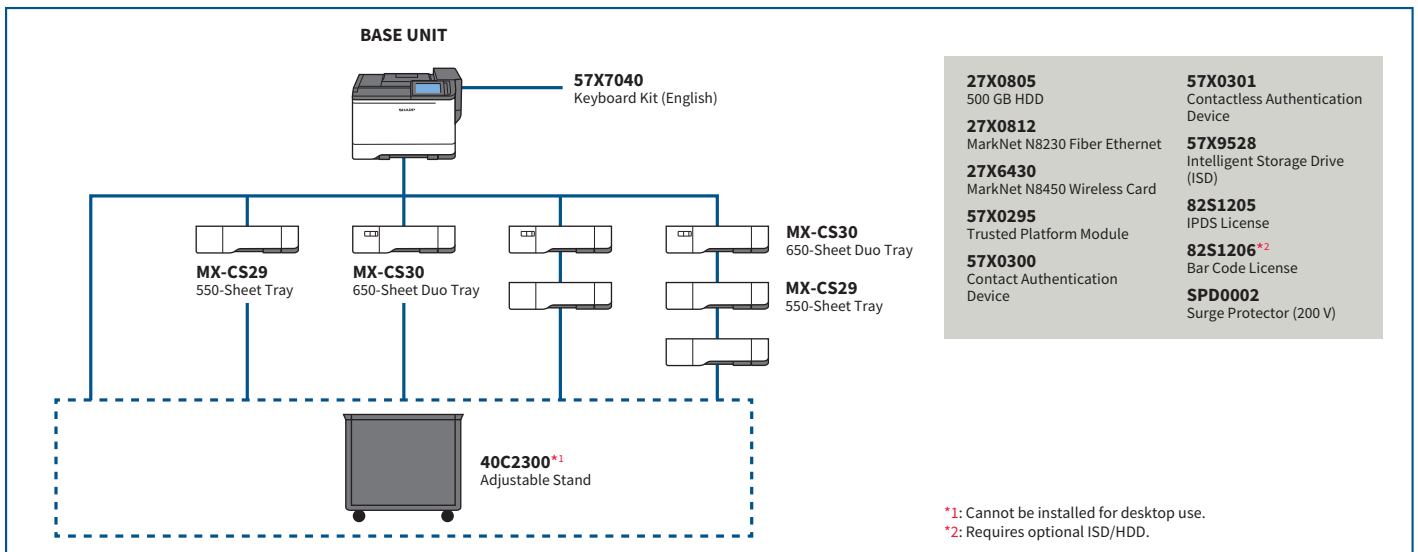 BASE UNIT
SHARP
57X7040
Keyboard Kit (English)
MX-CS29
550-Sheet Tray
MX-CS30
650-Sheet Duo Tray
MX-CS30
650-Sheet Duo Tray
MX-CS29
550-Sheet Tray
40C2300*1
Adjustable Stand
27X0805
500 GB HDD
27X0812
MarkNet N8230 Fiber Ethernet
27X6430
MarkNet N8450 Wireless Card
57X0295
Trusted Platform Module
57X0300
Contact Authentication
Device
57X0301
Contactless Authentication
Device
57X9528
Intelligent Storage Drive
(ISD)
82S1205
IPDS License
82S1206*2
Bar Code License
SPD0002
Surge Protector (200 V)
*1: Cannot be installed for desktop use.
*2: Requires optional ISD/HDD.